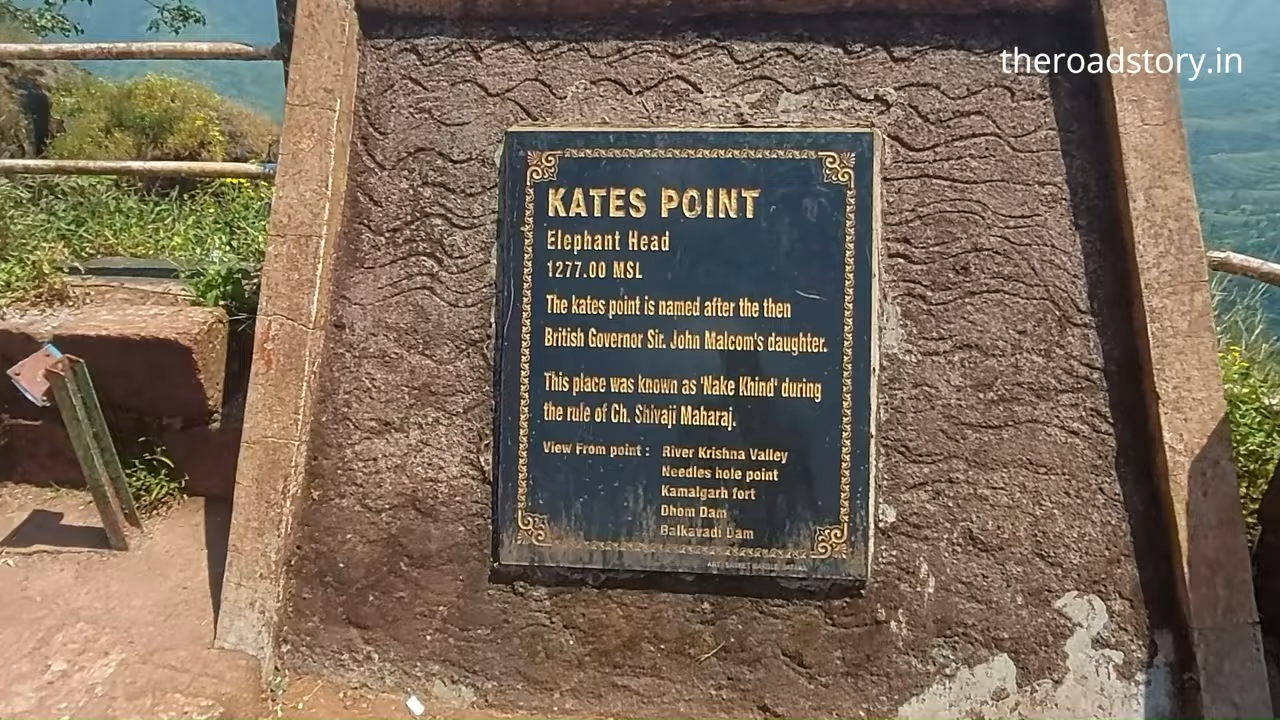 theroadstory.in
KATES POINT
Elephant Head
1277.00 MSL
The kates point is named after the then
British Governor Sir. John Malcom's daughter.
This place was known as 'Nake Khind' during
the rule of Ch. Shivaji Maharaj.
View From point : River Krishna Valley
Needles hole point
Kamalgarh fort
Dhom Dam
Balkavadi Dam